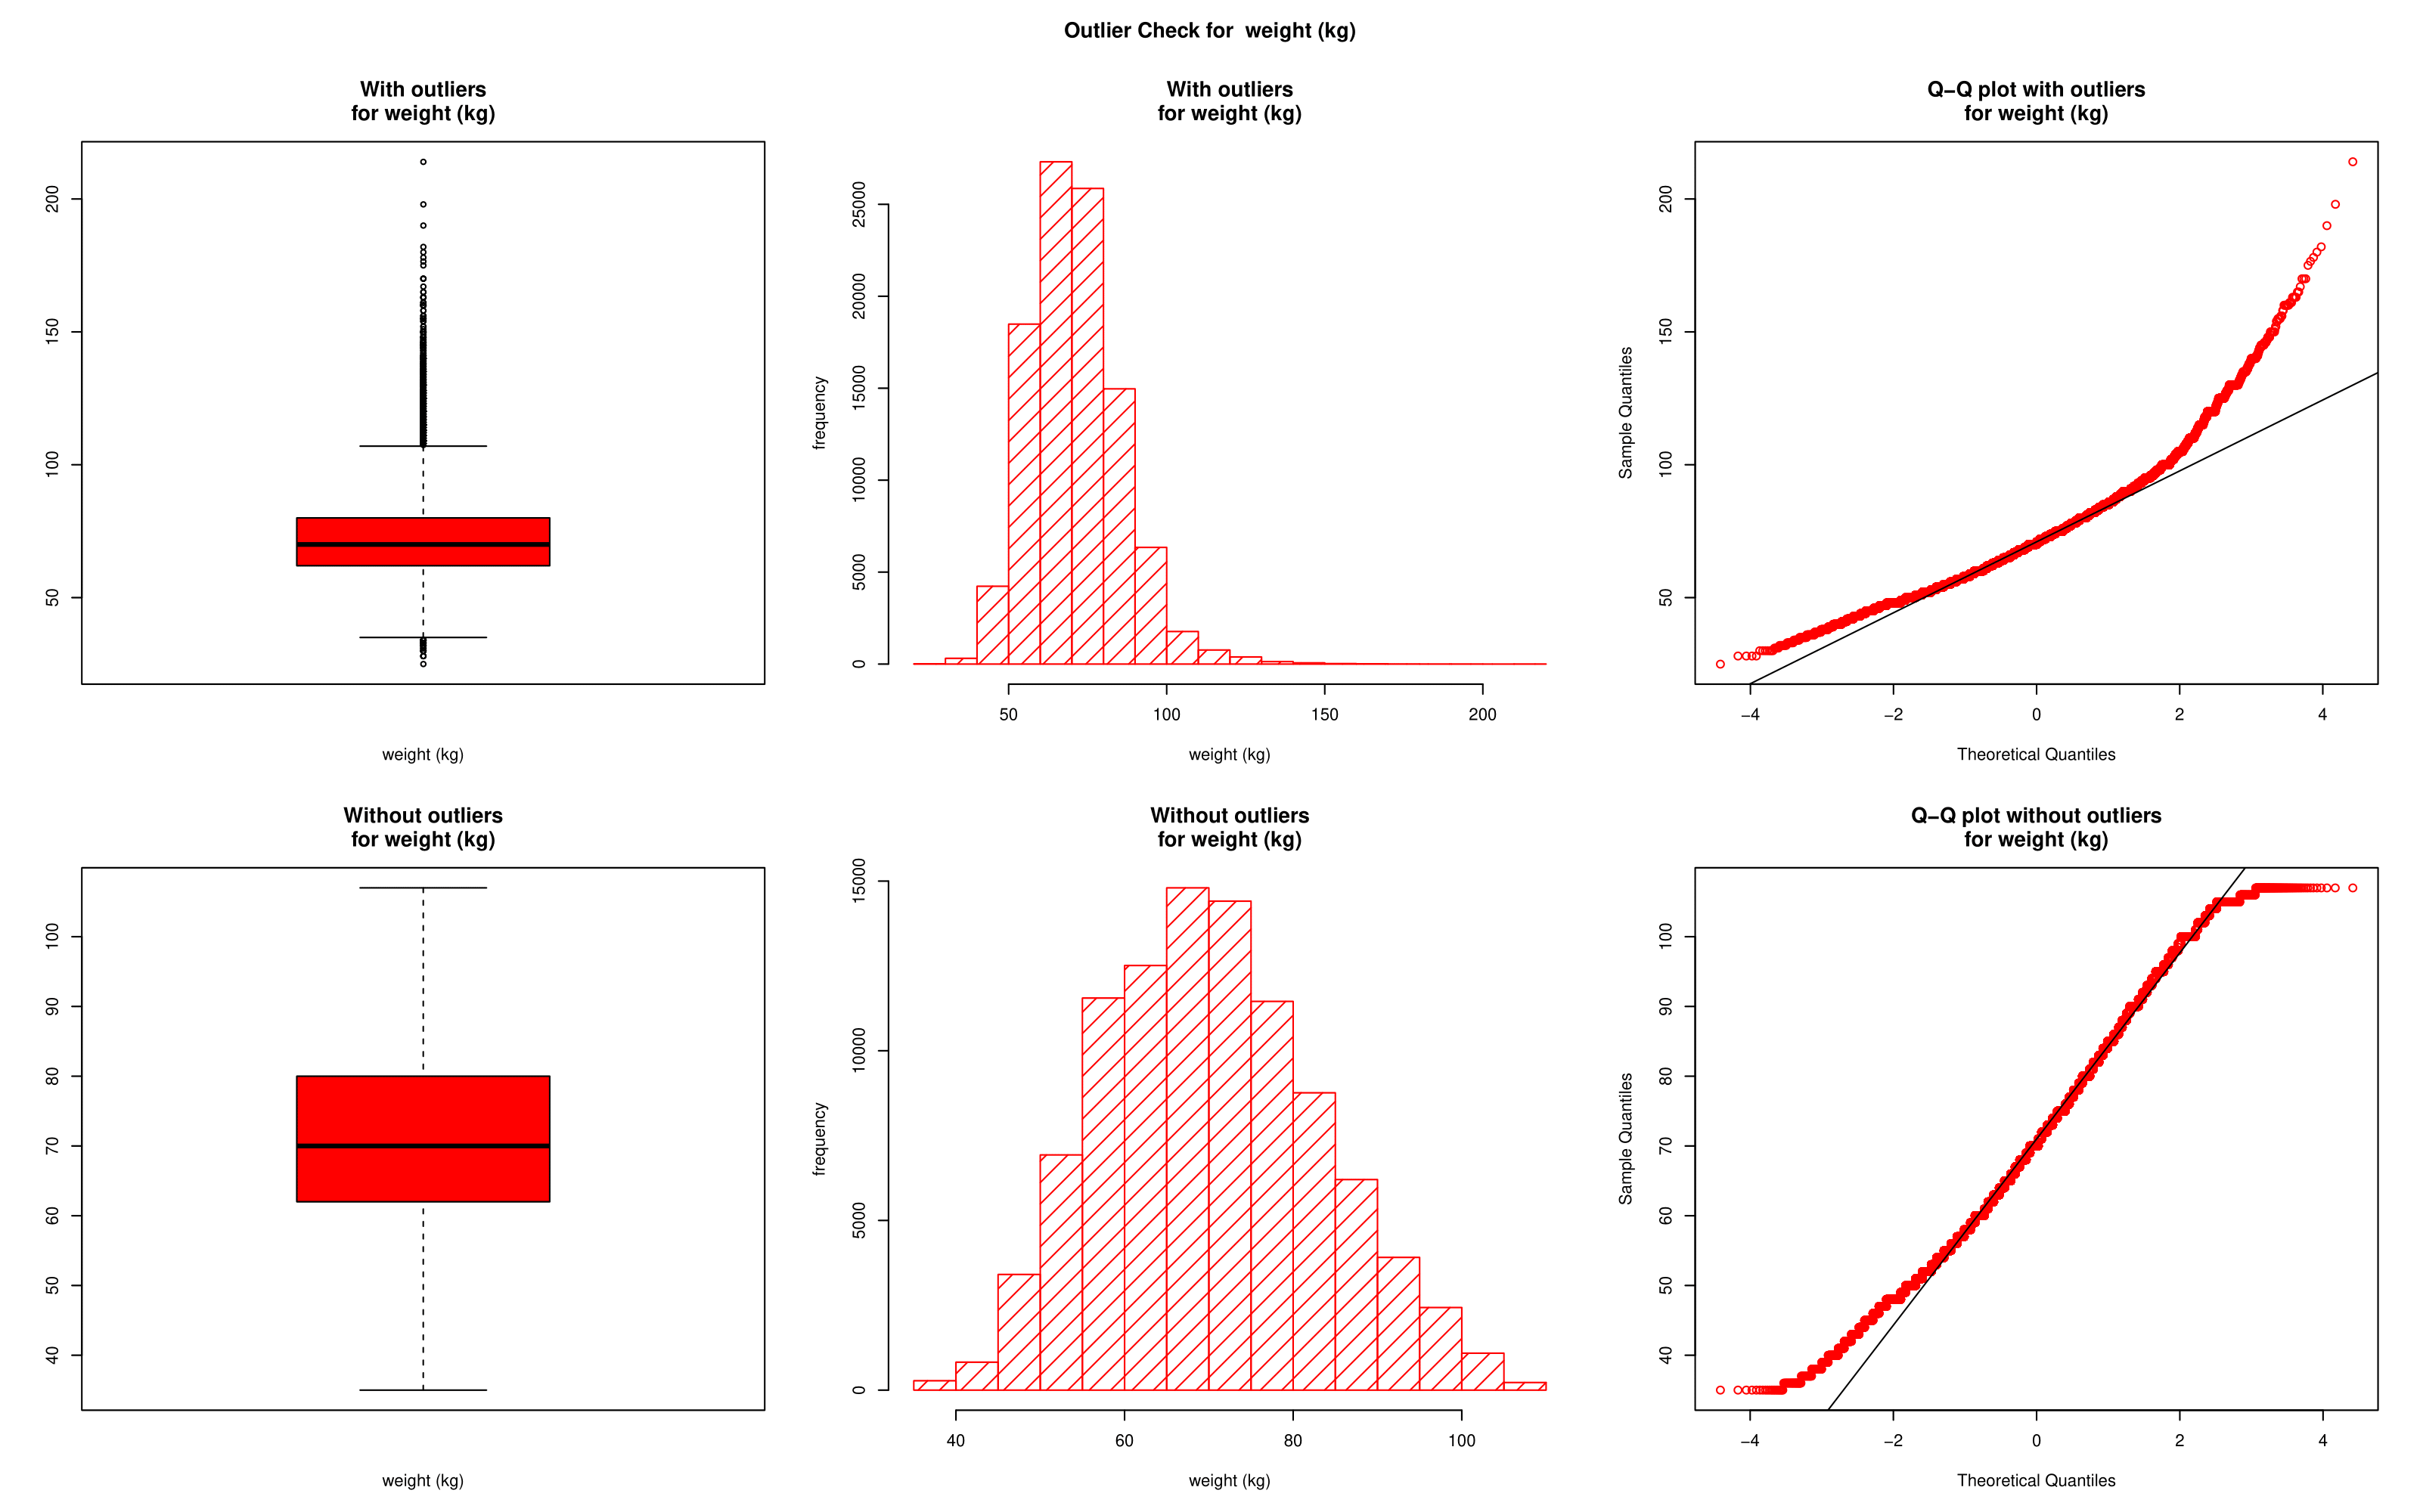 Outlier Check for  weight (kg)
With outliers
for weight (kg)
200
150
100
50
weight (kg)
With outliers
for weight (kg)
frequency
25000
20000
15000
10000
5000
0
50 100 150 200
weight (kg)
Q−Q plot with outliers
for weight (kg)
Sample Quantiles
200
150
100
50
−4 −2 0 2 4
Theoretical Quantiles
Without outliers
for weight (kg)
100
90
80
70
60
50
40
weight (kg)
Without outliers
for weight (kg)
frequency
15000
10000
5000
0
40 60 80 100
weight (kg)
Q−Q plot without outliers
for weight (kg)
Sample Quantiles
100
90
80
70
60
50
40
−4 −2 0 2 4
Theoretical Quantiles